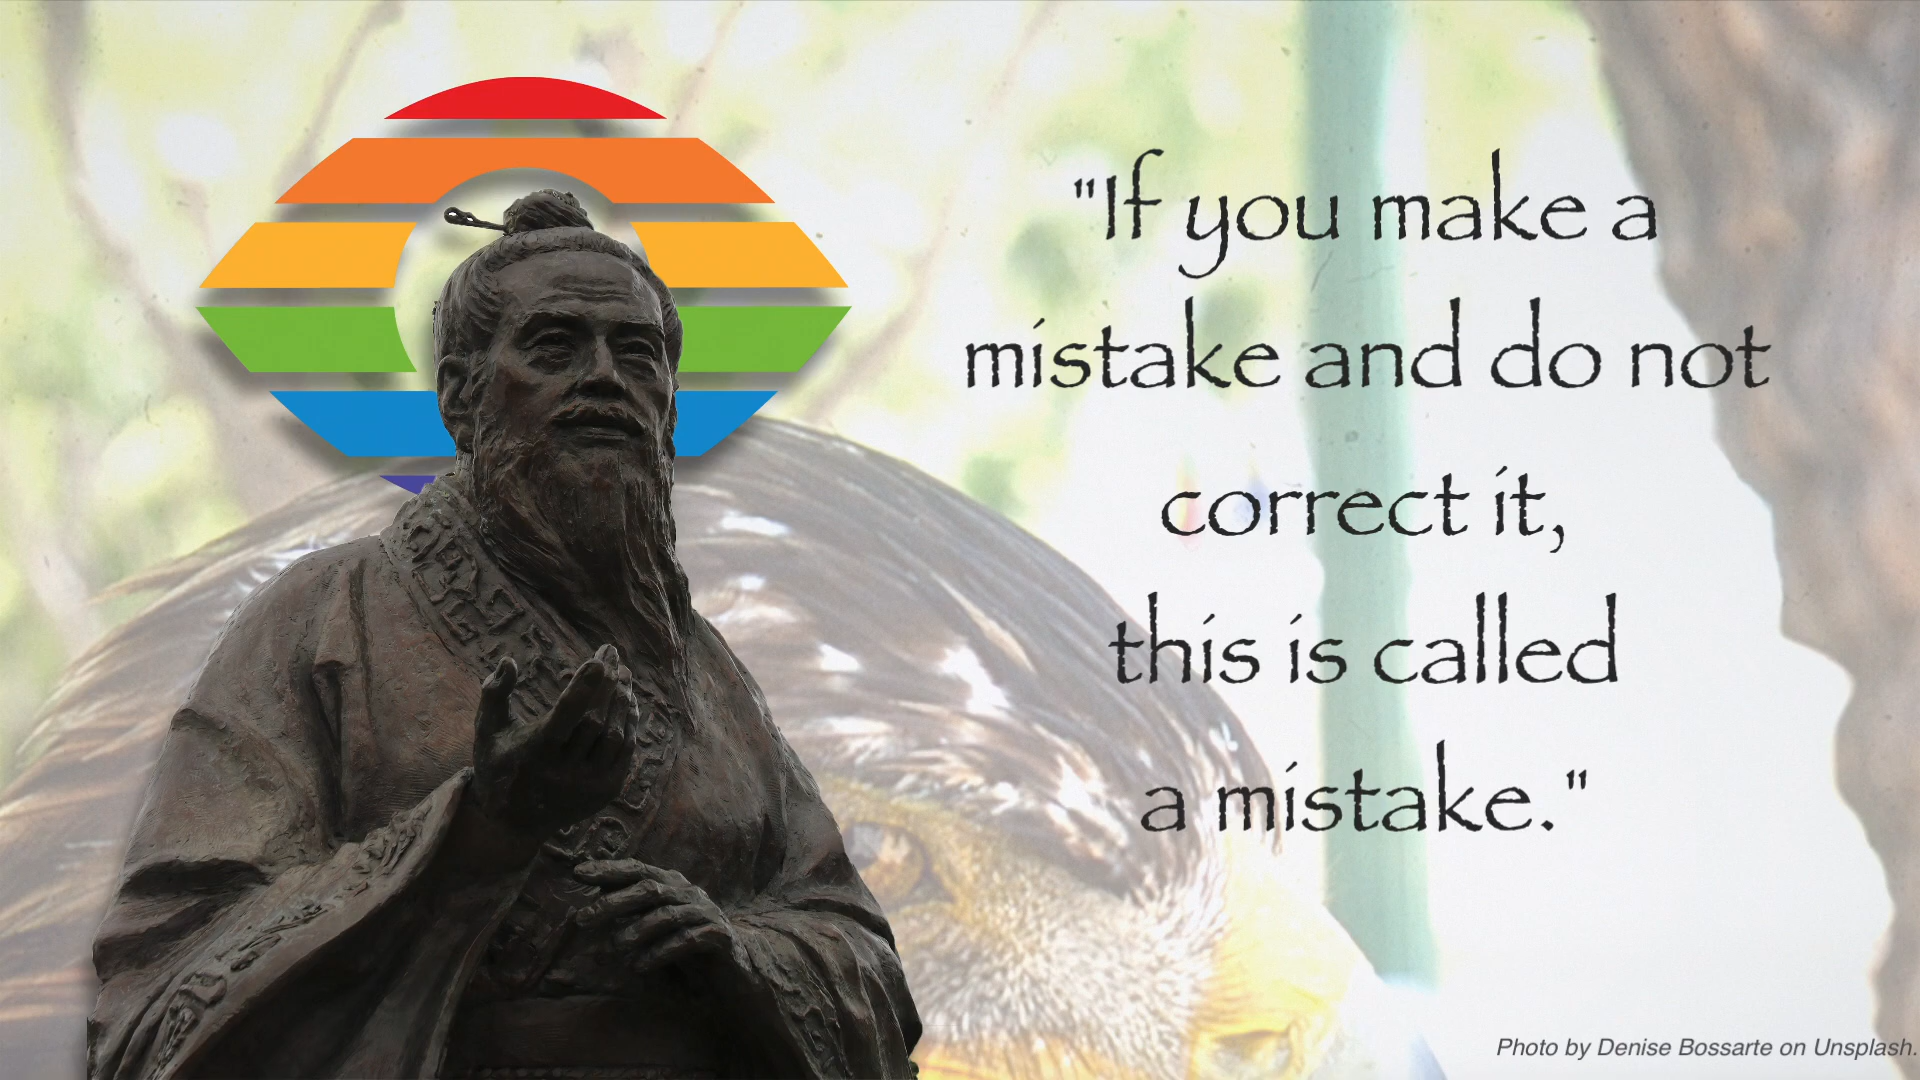 "If you make a
mistake and do not
correct it,
this is called
a mistake."
Photo by Denise Bossarte on Unsplash.